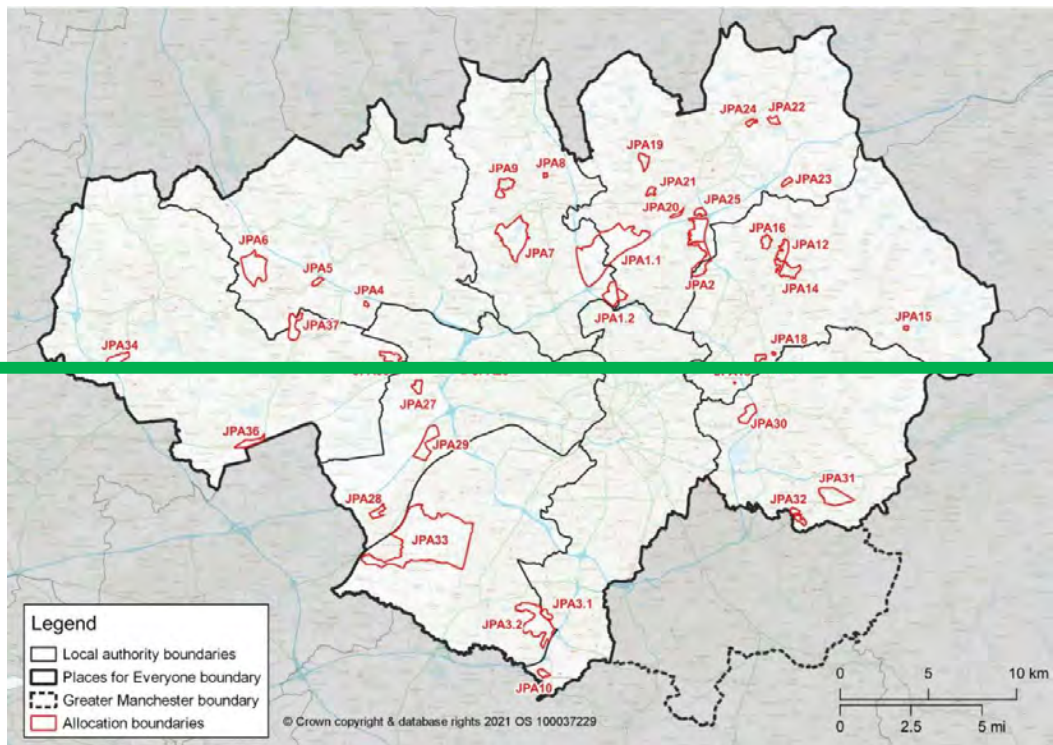 JPA24 JPA22
JPA19
JPA9 JPA8
JPA21 JPA23
JPA20 JPA25
JPA16 JPA12
JPA6 JPA7 JPA1.1
JPA5 JPA2 JPA14
JPA4
JPA37 JPA1.2 JPA15
JPA34 JPA18
JPA27
JPA30
JPA36 JPA29
JPA31
JPA28 JPA32
JPA33
JPA3.1
JPA3.2
JPA10
Legend
Local authority boundaries
Places for Everyone boundary
Greater Manchester boundary
Allocation boundaries
© Crown copyright & database rights 2021 OS 100037229
0 5 10 km
0 2.5 5 mi